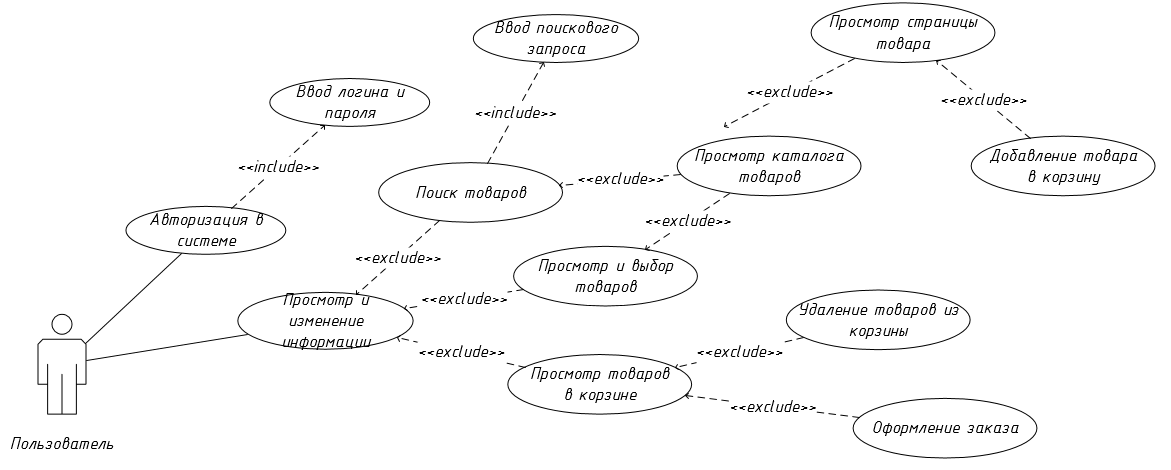 Ввод поискового
запроса
Просмотр страницы
товара
Ввод логина и
пароля
<<exclude>>
<<exclude>>
<<include>>
Просмотр каталога
товаров
Добавление товара
в корзину
<<include>>
<<exclude>>
Поиск товаров
Авторизация в
системе
<<exclude>>
<<exclude>>
Просмотр и выбор
товаров
Просмотр и
изменение
информации
<<exclude>>
Удаление товаров из
корзины
<<exclude>>
<<exclude>>
Просмотр товаров
в корзине
<<exclude>>
Оформление заказа
Пользователь